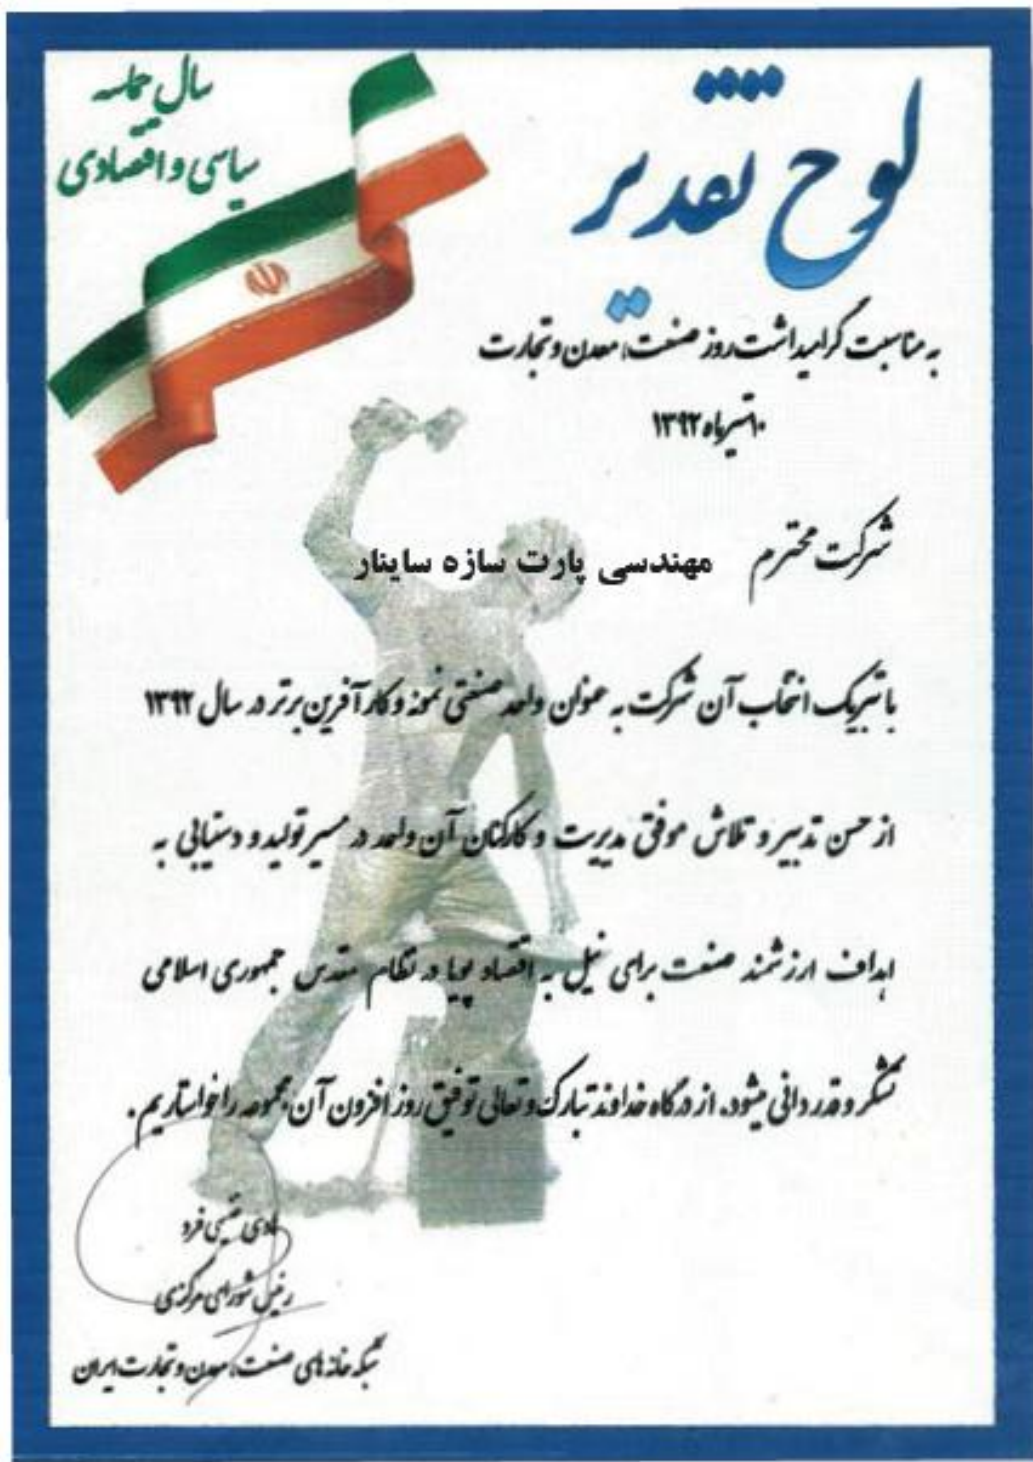 لوح تقدیر
سال حماسه
سیاسی و اقتصادی
به مناسبت گرامیداشت روز صنعت، معدن و تجارت
۱۰ تیرماه ۱۳۹۲
شرکت محترم مهندسی پارت سازه ساینار
با تبریک انتخاب آن شرکت به عنوان واحد صنعتی نمونه و کارآفرین برتر در سال ۱۳۹۲
از حسن تدبیر و تلاش موفق مدیریت و کارکنان آن واحد در مسیر تولید و دستیابی به
اهداف ارزشمند صنعت برای نیل به اقتصاد پویا در نظام مقدس جمهوری اسلامی
تشکر و قدردانی میشود. از درگاه خداوند تبارک و تعالی توفیق روز افزون آن مجموعه را خواستاریم.
هادی فرد
رئیس شورای مرکزی
شبکه خانه های صنعت، معدن و تجارت ایران